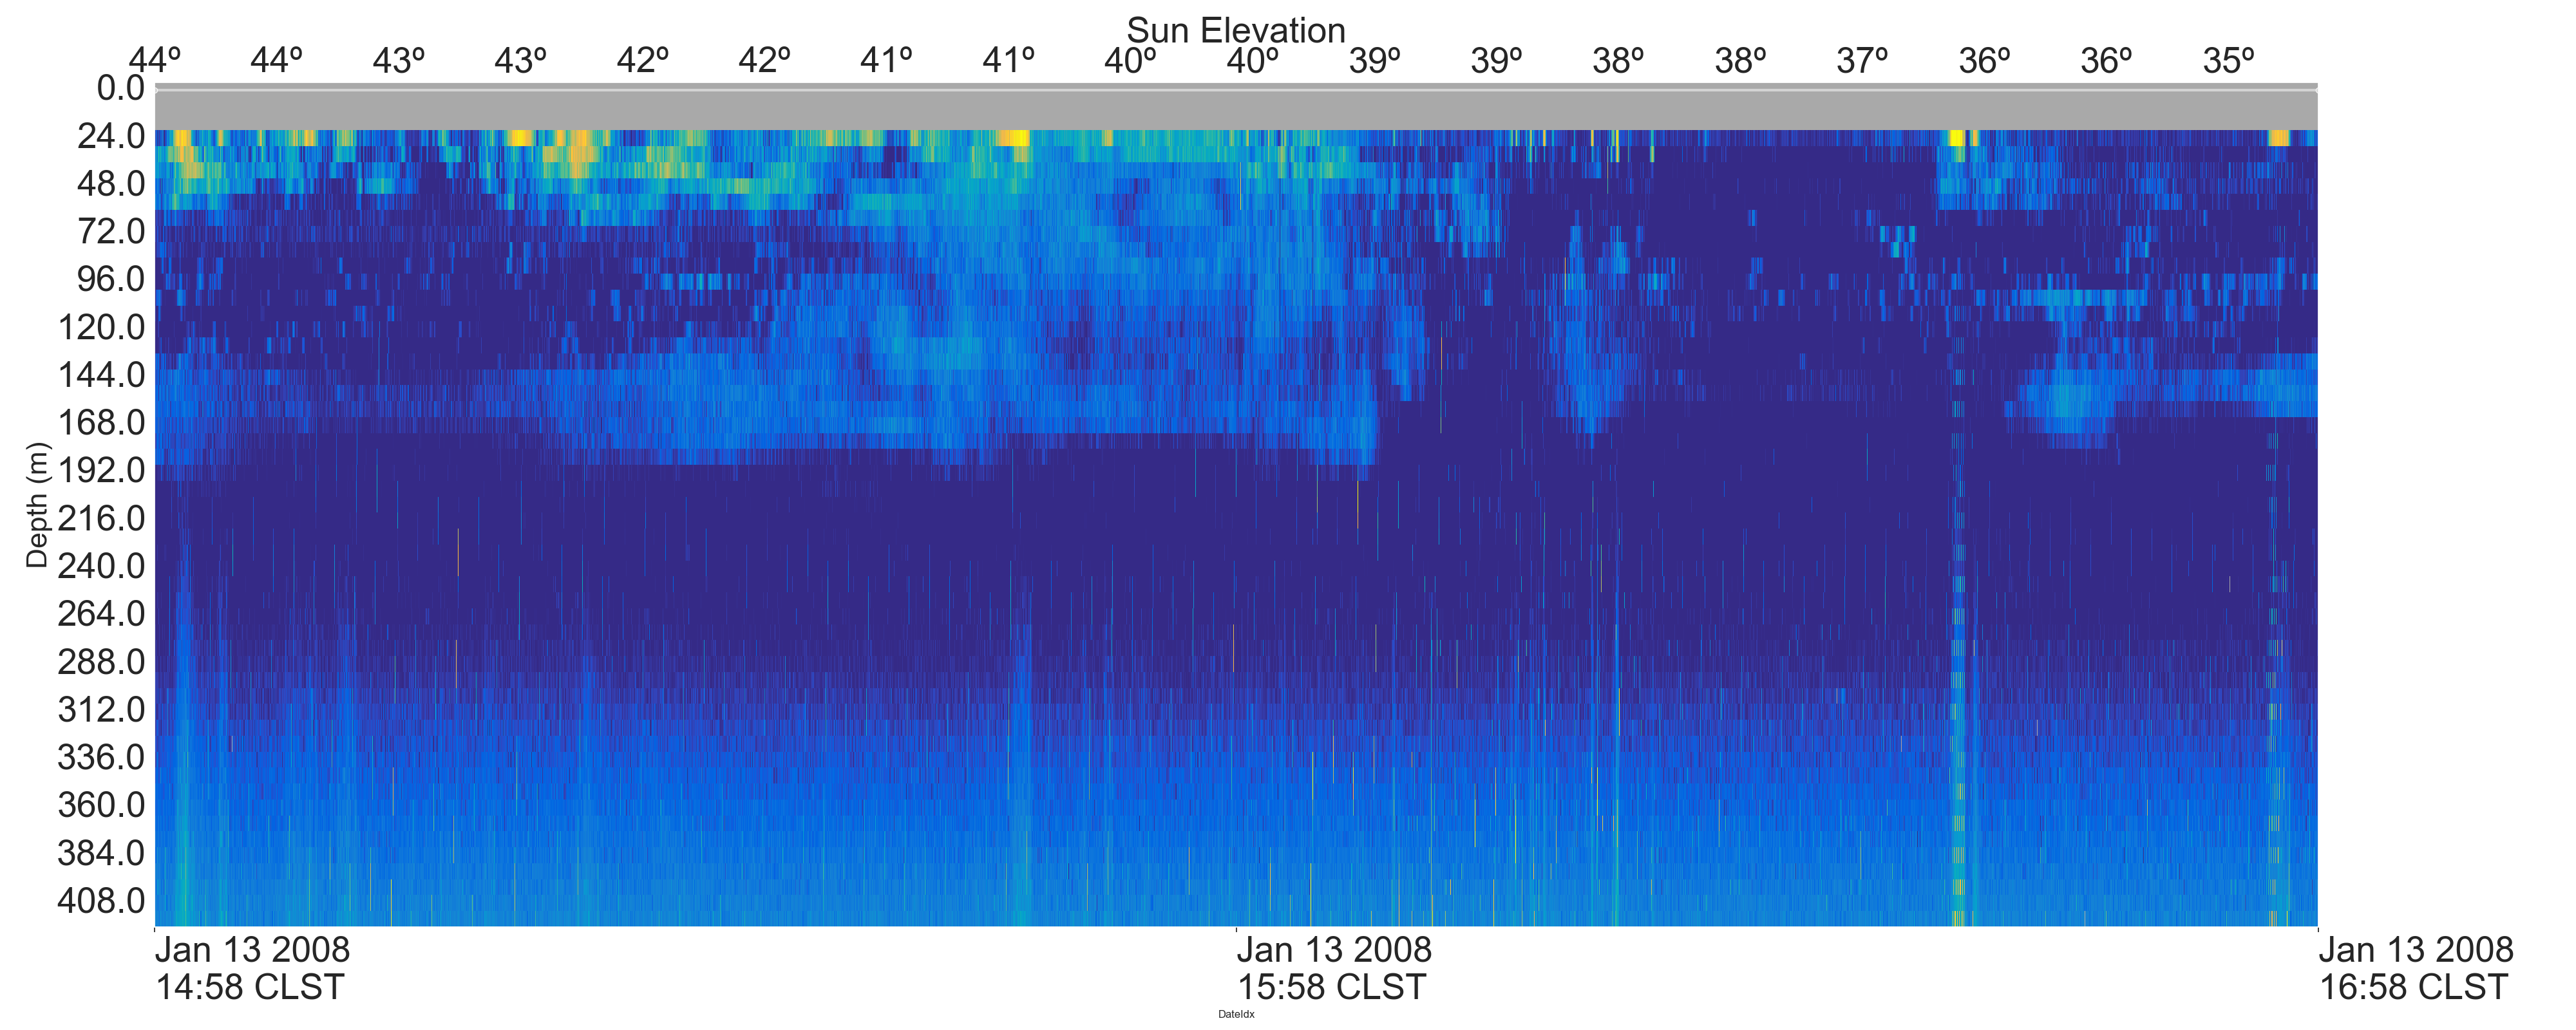 Sun Elevation
44º 44º 43º 43º 42º 42º 41º 41º 40º 40º 39º 39º 38º 38º 37º 36º 36º 35º
0.0
24.0
48.0
72.0
96.0
120.0
144.0
168.0
192.0
216.0
240.0
264.0
288.0
312.0
336.0
360.0
384.0
408.0
Depth (m)
Jan 13 2008
14:58 CLST
Jan 13 2008
15:58 CLST
Jan 13 2008
16:58 CLST
DateIdx